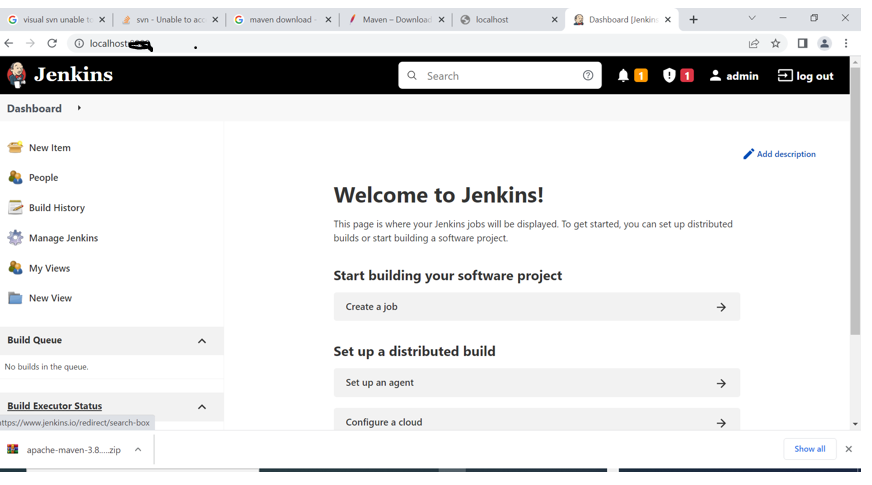 visual svn unable to
svn - Unable to acc
maven download -
Maven – Download
localhost
Dashboard [Jenkin
localhost
Jenkins
Search
1
1
admin
log out
Dashboard
New Item
People
Build History
Manage Jenkins
My Views
New View
Build Queue
No builds in the queue.
Build Executor Status
Add description
Welcome to Jenkins!
This page is where your Jenkins jobs will be displayed. To get started, you can set up distributed
builds or start building a software project.
Start building your software project
Create a job
Set up a distributed build
Set up an agent
Configure a cloud
https://www.jenkins.io/redirect/search-box
apache-maven-3.8....zip
Show all